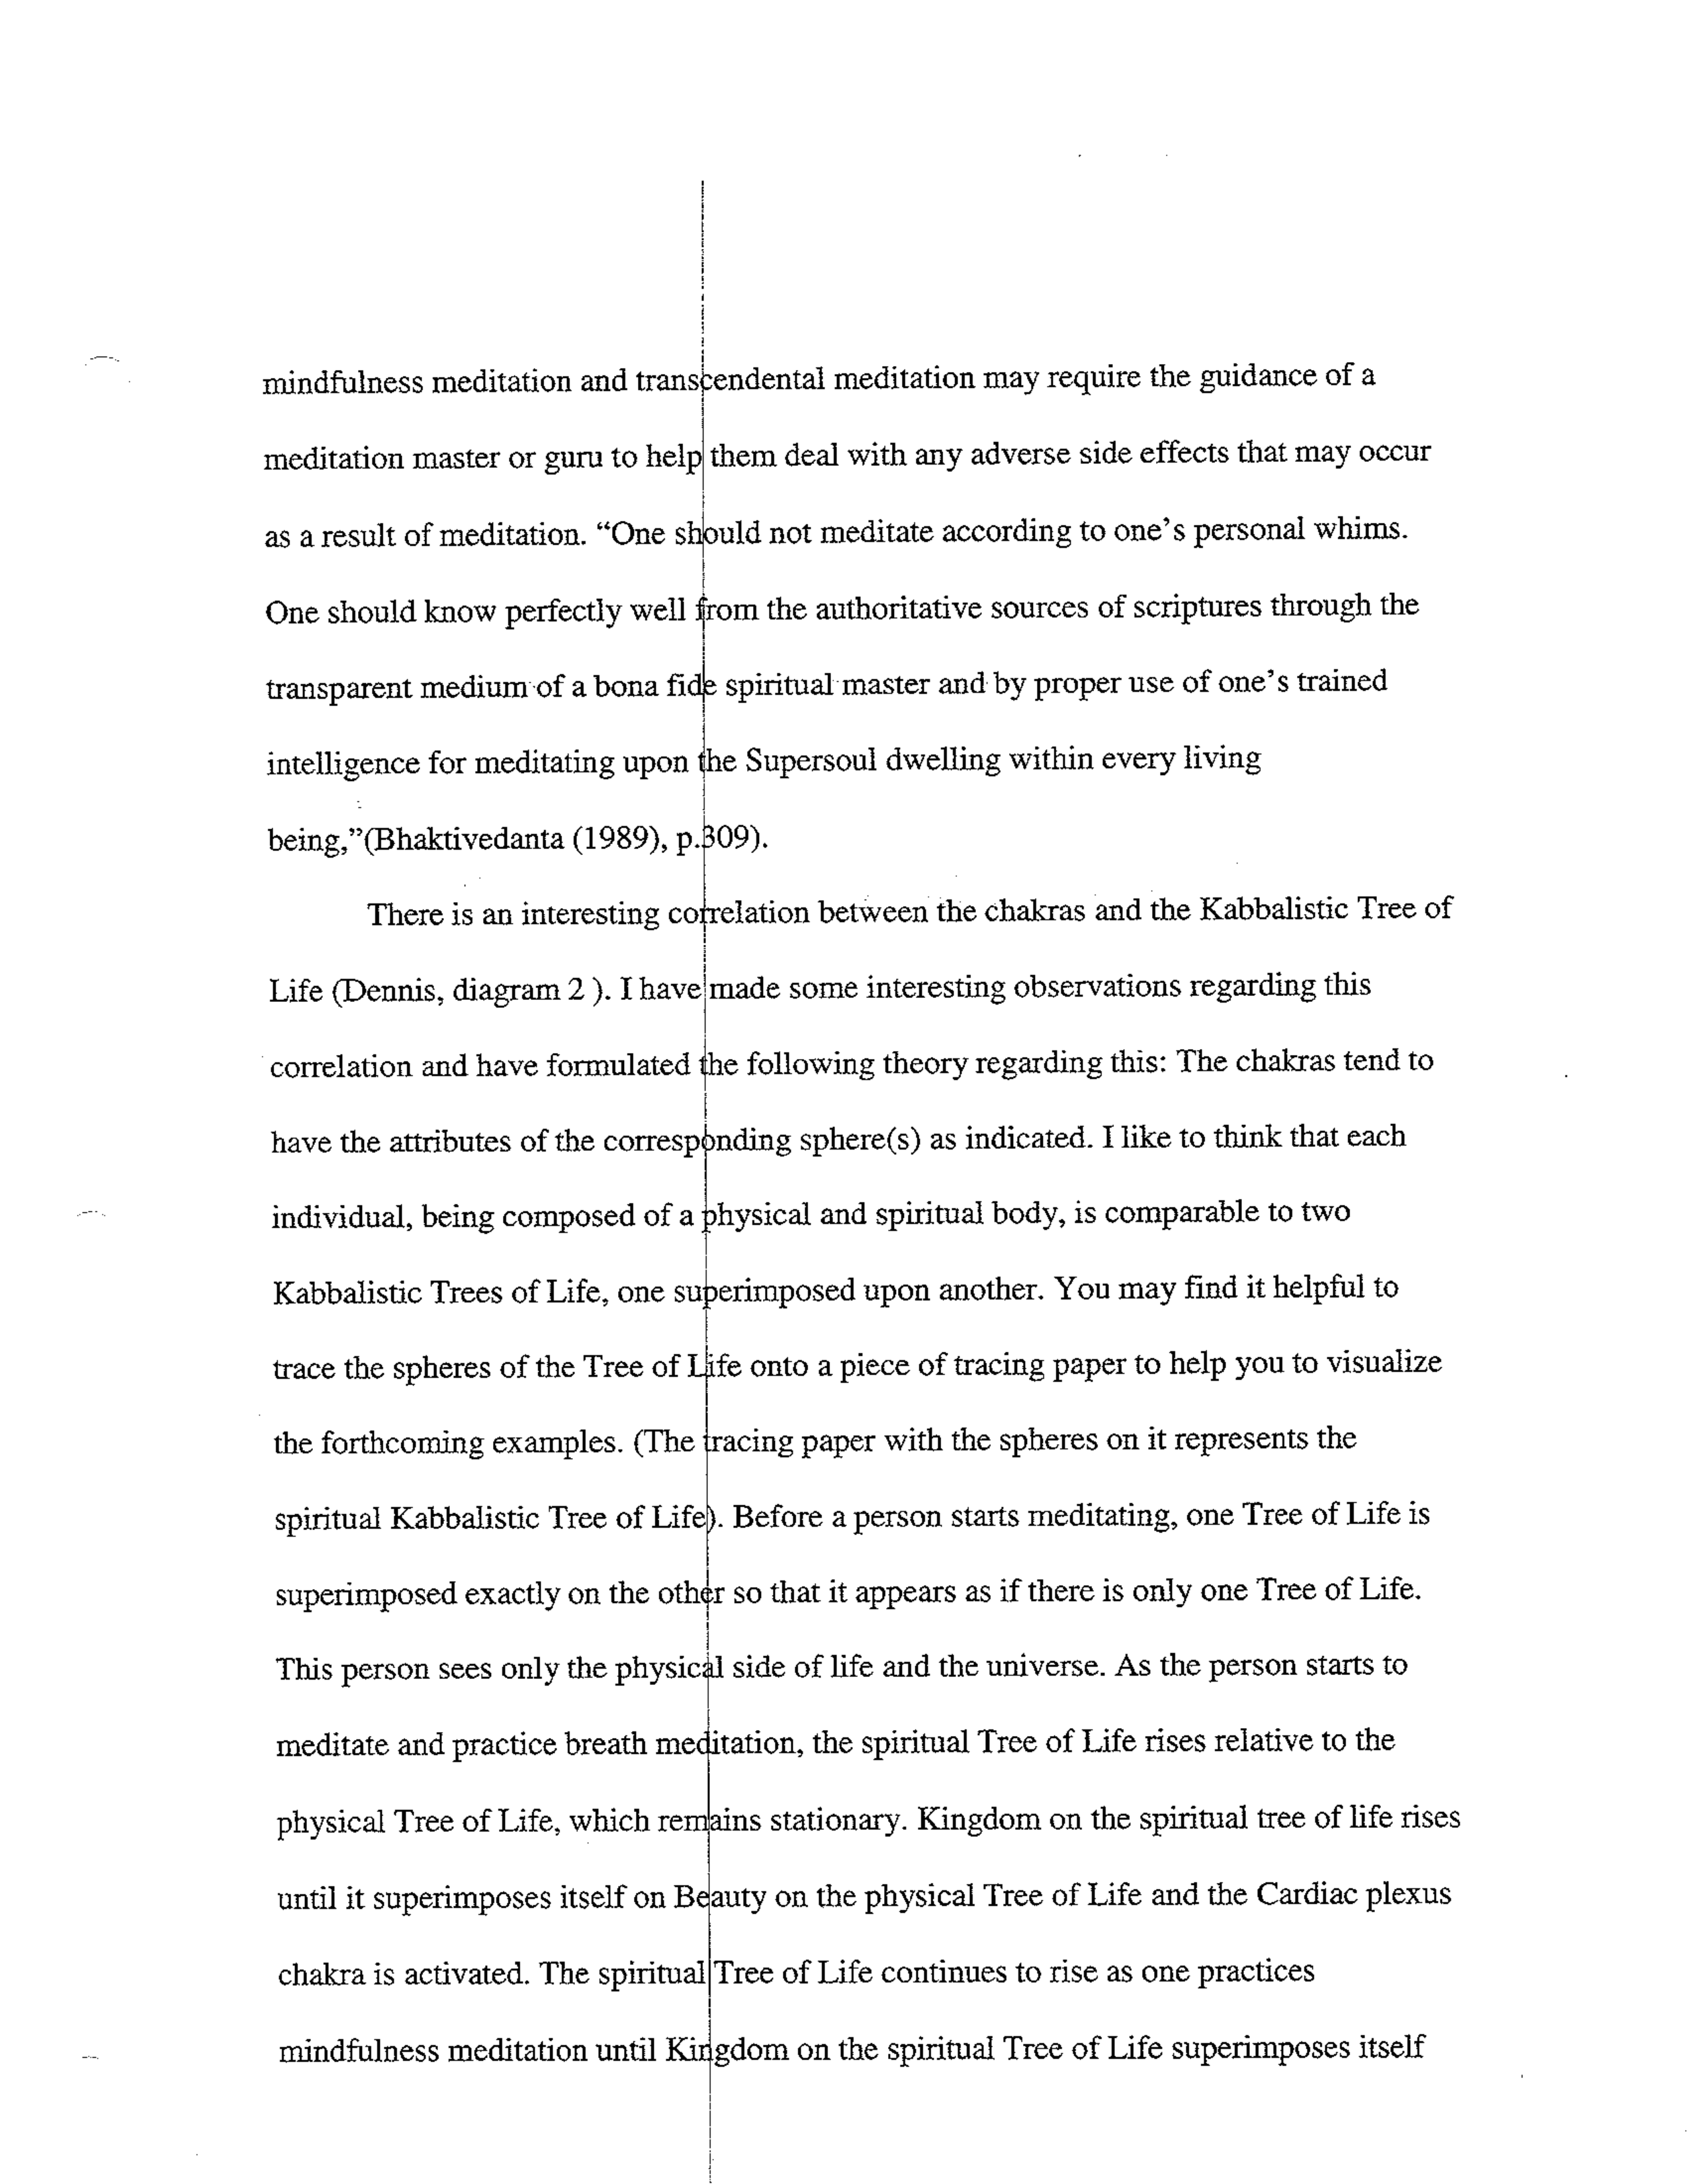 mindfulness meditation and transcendental meditation may require the guidance of a
meditation master or guru to help them deal with any adverse side effects that may occur
as a result of meditation. “One should not meditate according to one’s personal whims.
One should know perfectly well from the authoritative sources of scriptures through the
transparent medium of a bona fide spiritual master and by proper use of one’s trained
intelligence for meditating upon the Supersoul dwelling within every living
being,”(Bhaktivedanta (1989), p.309).
There is an interesting correlation between the chakras and the Kabbalistic Tree of
Life (Dennis, diagram 2 ). I have made some interesting observations regarding this
correlation and have formulated the following theory regarding this: The chakras tend to
have the attributes of the corresponding sphere(s) as indicated. I like to think that each
individual, being composed of a physical and spiritual body, is comparable to two
Kabbalistic Trees of Life, one superimposed upon another. You may find it helpful to
trace the spheres of the Tree of Life onto a piece of tracing paper to help you to visualize
the forthcoming examples. (The tracing paper with the spheres on it represents the
spiritual Kabbalistic Tree of Life). Before a person starts meditating, one Tree of Life is
superimposed exactly on the other so that it appears as if there is only one Tree of Life.
This person sees only the physical side of life and the universe. As the person starts to
meditate and practice breath meditation, the spiritual Tree of Life rises relative to the
physical Tree of Life, which remains stationary. Kingdom on the spiritual tree of life rises
until it superimposes itself on Beauty on the physical Tree of Life and the Cardiac plexus
chakra is activated. The spiritual Tree of Life continues to rise as one practices
mindfulness meditation until Kingdom on the spiritual Tree of Life superimposes itself